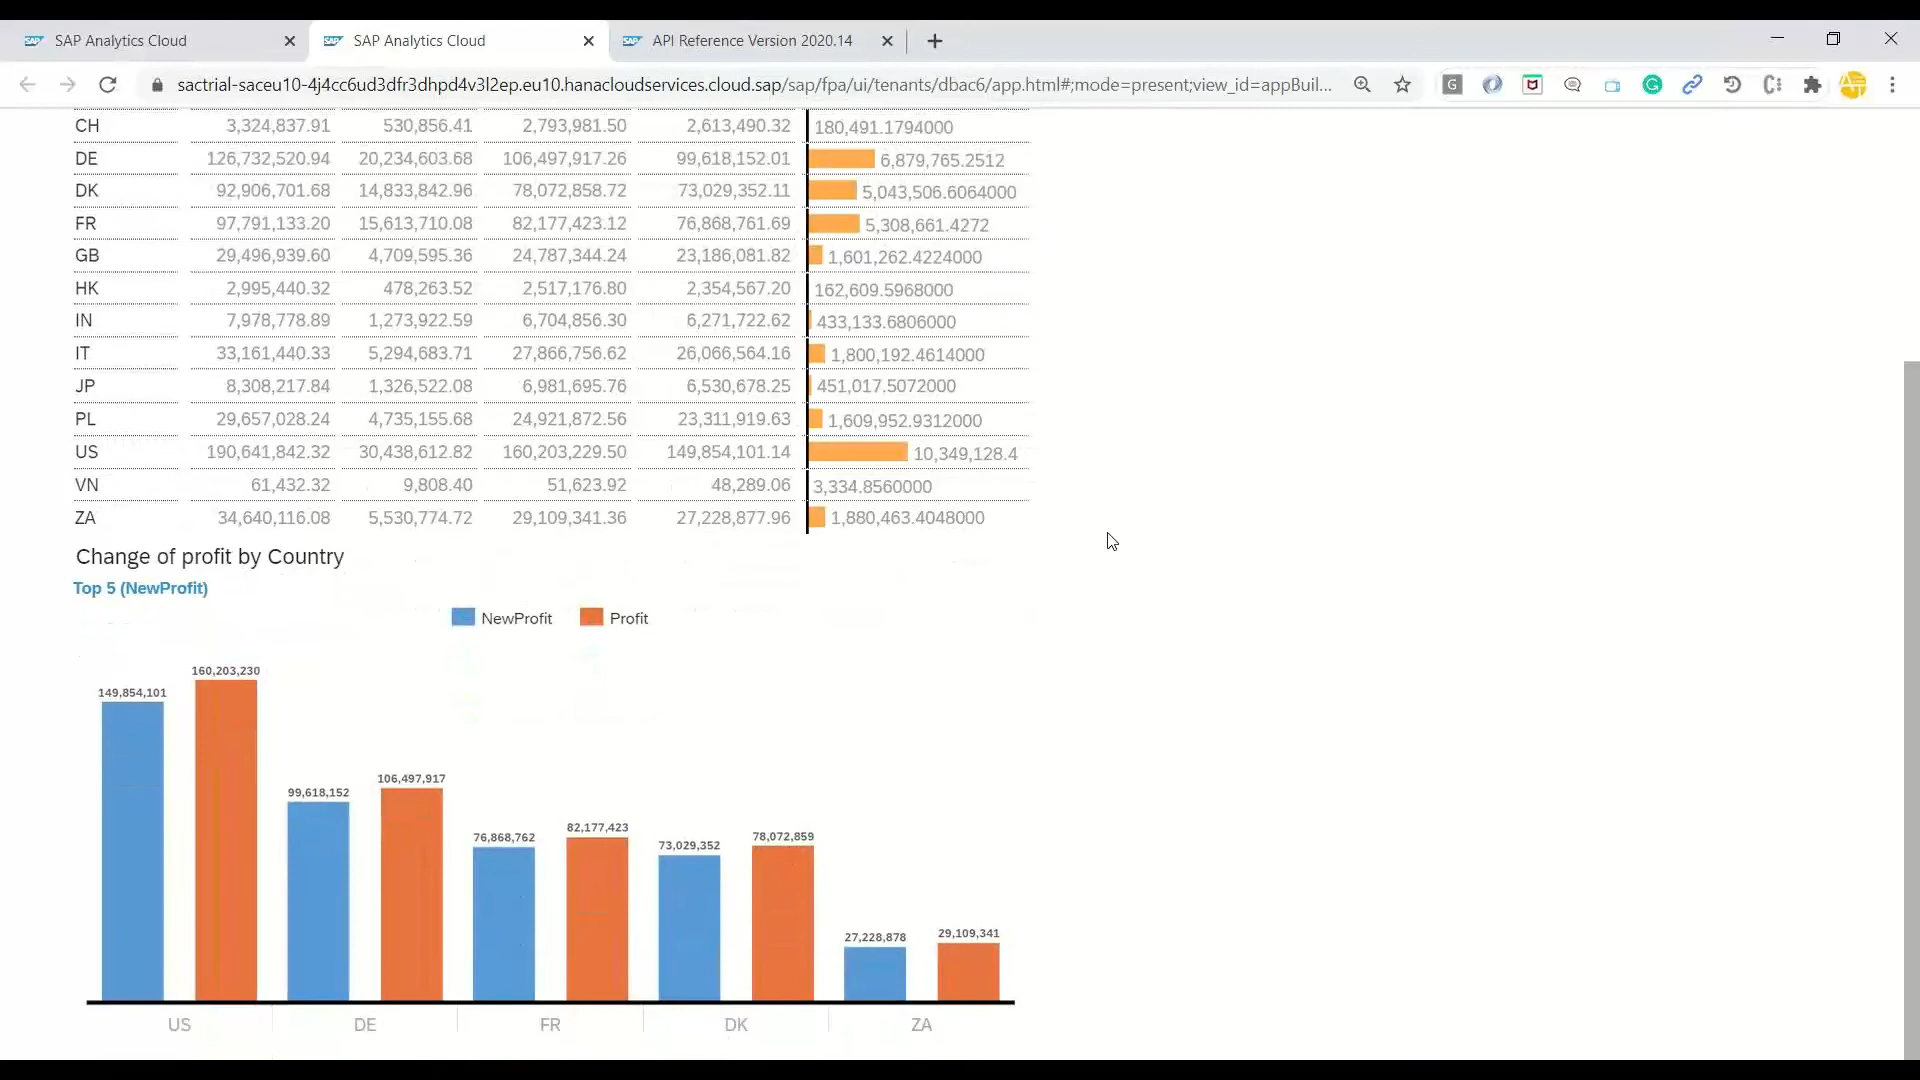 SAP Analytics Cloud SAP Analytics Cloud API Reference Version 2020.14
sactrial-saceu10-4j4cc6ud3dfr3dhpd4v3l2ep.eu10.hanacloudservices.cloud.sap/sap/fpa/ui/tenants/dbac6/app.html#;mode=present;view_id=appBuil...
CH 3,324,837.91 530,856.41 2,793,981.50 2,613,490.32 180,491.1794000
DE 126,732,520.94 20,234,603.68 106,497,917.26 99,618,152.01 6,879,765.2512
DK 92,906,701.68 14,833,842.96 78,072,858.72 73,029,352.11 5,043,506.6064000
FR 97,791,133.20 15,613,710.08 82,177,423.12 76,868,761.69 5,308,661.4272
GB 29,496,939.60 4,709,595.36 24,787,344.24 23,186,081.82 1,601,262.4224000
HK 2,995,440.32 478,263.52 2,517,176.80 2,354,567.20 162,609.5968000
IN 7,978,778.89 1,273,922.59 6,704,856.30 6,271,722.62 433,133.6806000
IT 33,161,440.33 5,294,683.71 27,866,756.62 26,066,564.16 1,800,192.4614000
JP 8,308,217.84 1,326,522.08 6,981,695.76 6,530,678.25 451,017.5072000
PL 29,657,028.24 4,735,155.68 24,921,872.56 23,311,919.63 1,609,952.9312000
US 190,641,842.32 30,438,612.82 160,203,229.50 149,854,101.14 10,349,128.4
VN 61,432.32 9,808.40 51,623.92 48,289.06 3,334.8560000
ZA 34,640,116.08 5,530,774.72 29,109,341.36 27,228,877.96 1,880,463.4048000
Change of profit by Country
Top 5 (NewProfit)
NewProfit Profit
149,854,101 160,203,230
99,618,152 106,497,917
76,868,762 82,177,423
73,029,352 78,072,859
27,228,878 29,109,341
US DE FR DK ZA